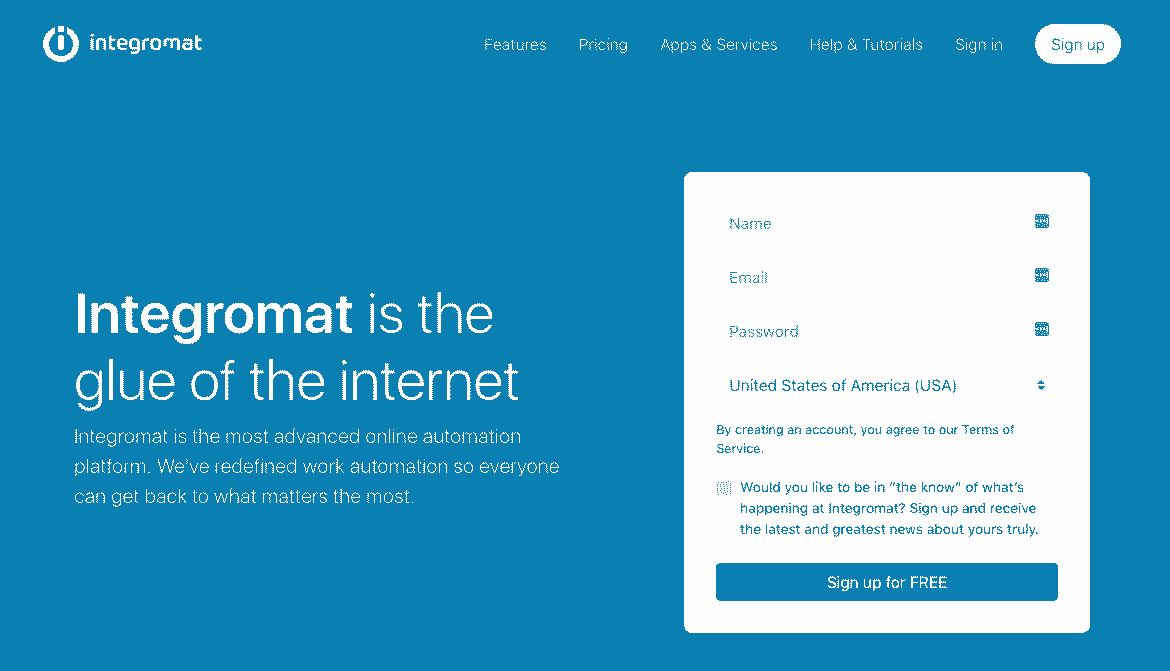 integromat
Features Pricing Apps & Services Help & Tutorials Sign in Sign up
Integromat is the
glue of the internet
Integromat is the most advanced online automation
platform. We've redefined work automation so everyone
can get back to what matters the most.
Name
Email
Password
United States of America (USA)
By creating an account, you agree to our Terms of
Service.
Would you like to be in "the know" of what's
happening at Integromat? Sign up and receive
the latest and greatest news about yours truly.
Sign up for FREE